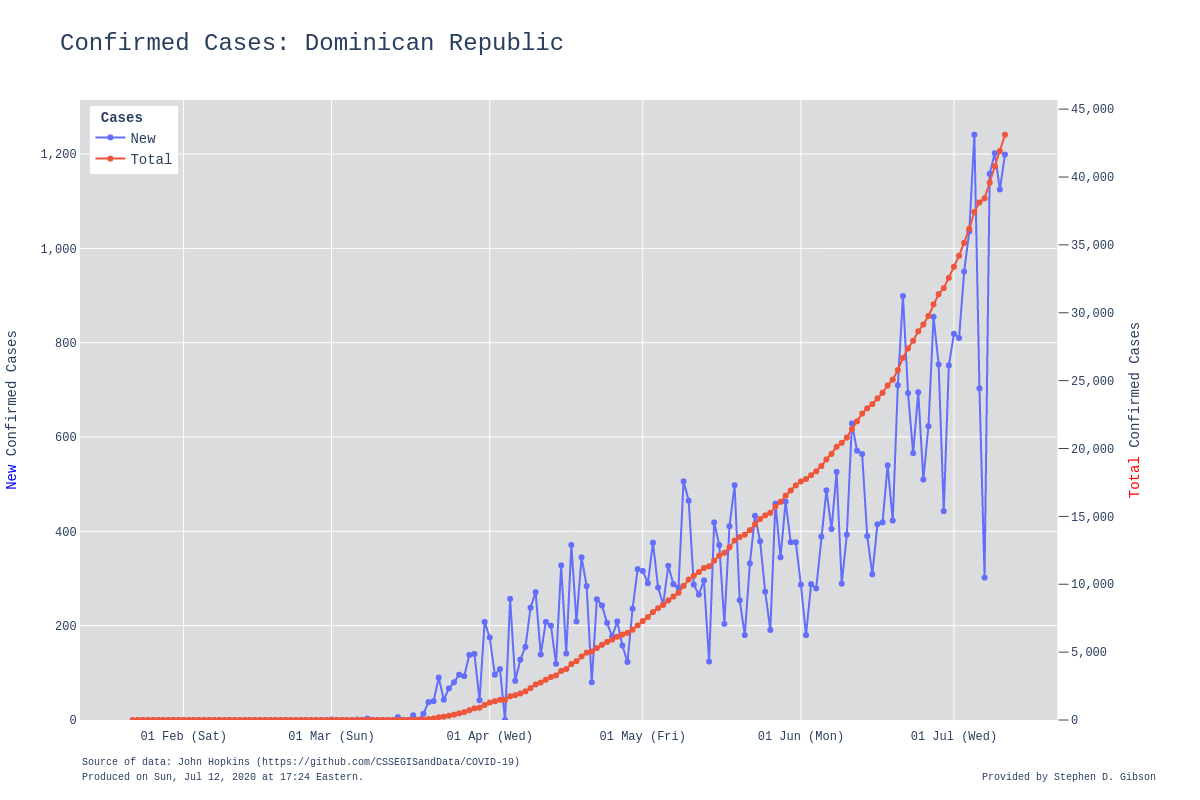 Confirmed Cases: Dominican Republic
Cases
New
Total
1,200
1,000
800
600
400
200
0
45,000
40,000
35,000
30,000
25,000
20,000
15,000
10,000
5,000
0
New Confirmed Cases
Total Confirmed Cases
01 Feb (Sat)
01 Mar (Sun)
01 Apr (Wed)
01 May (Fri)
01 Jun (Mon)
01 Jul (Wed)
Source of data: John Hopkins (https://github.com/CSSEGISandData/COVID-19)
Produced on Sun, Jul 12, 2020 at 17:24 Eastern.
Provided by Stephen D. Gibson